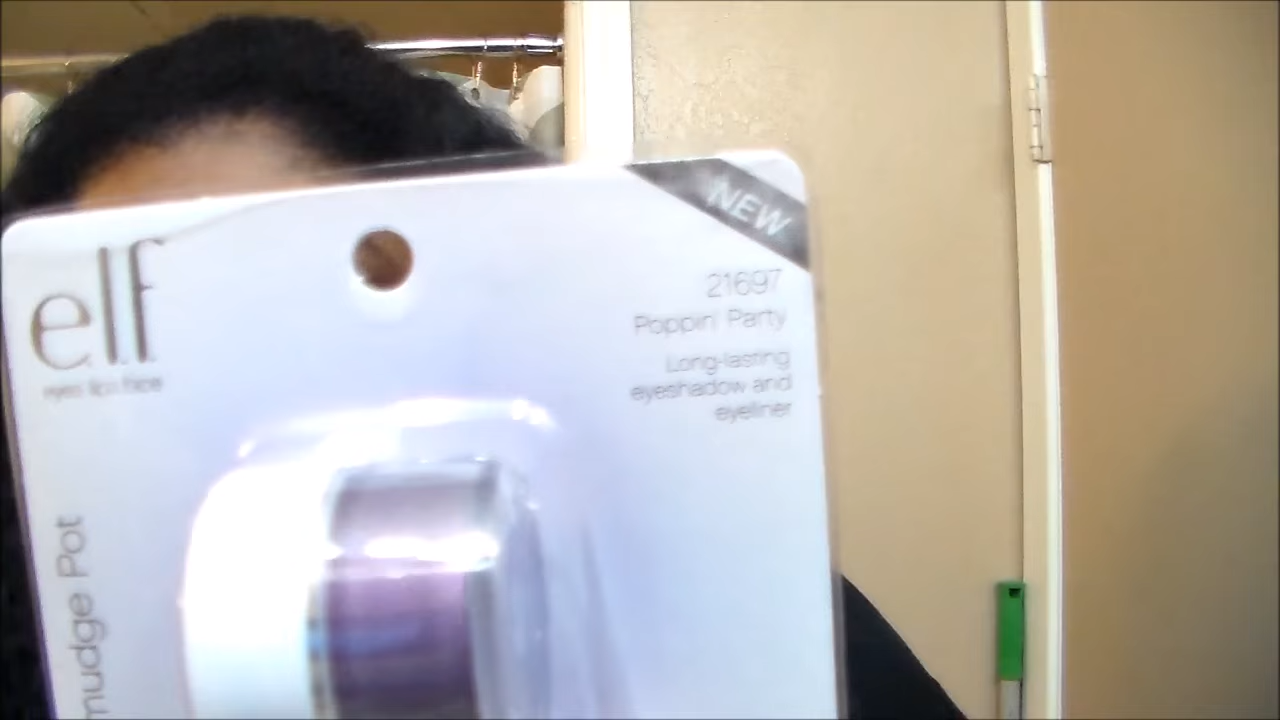 NEW
e.l.f.
eyes lips face
21697
Poppin' Party
Long-lasting
eyeshadow and
eyeliner
mudge Pot